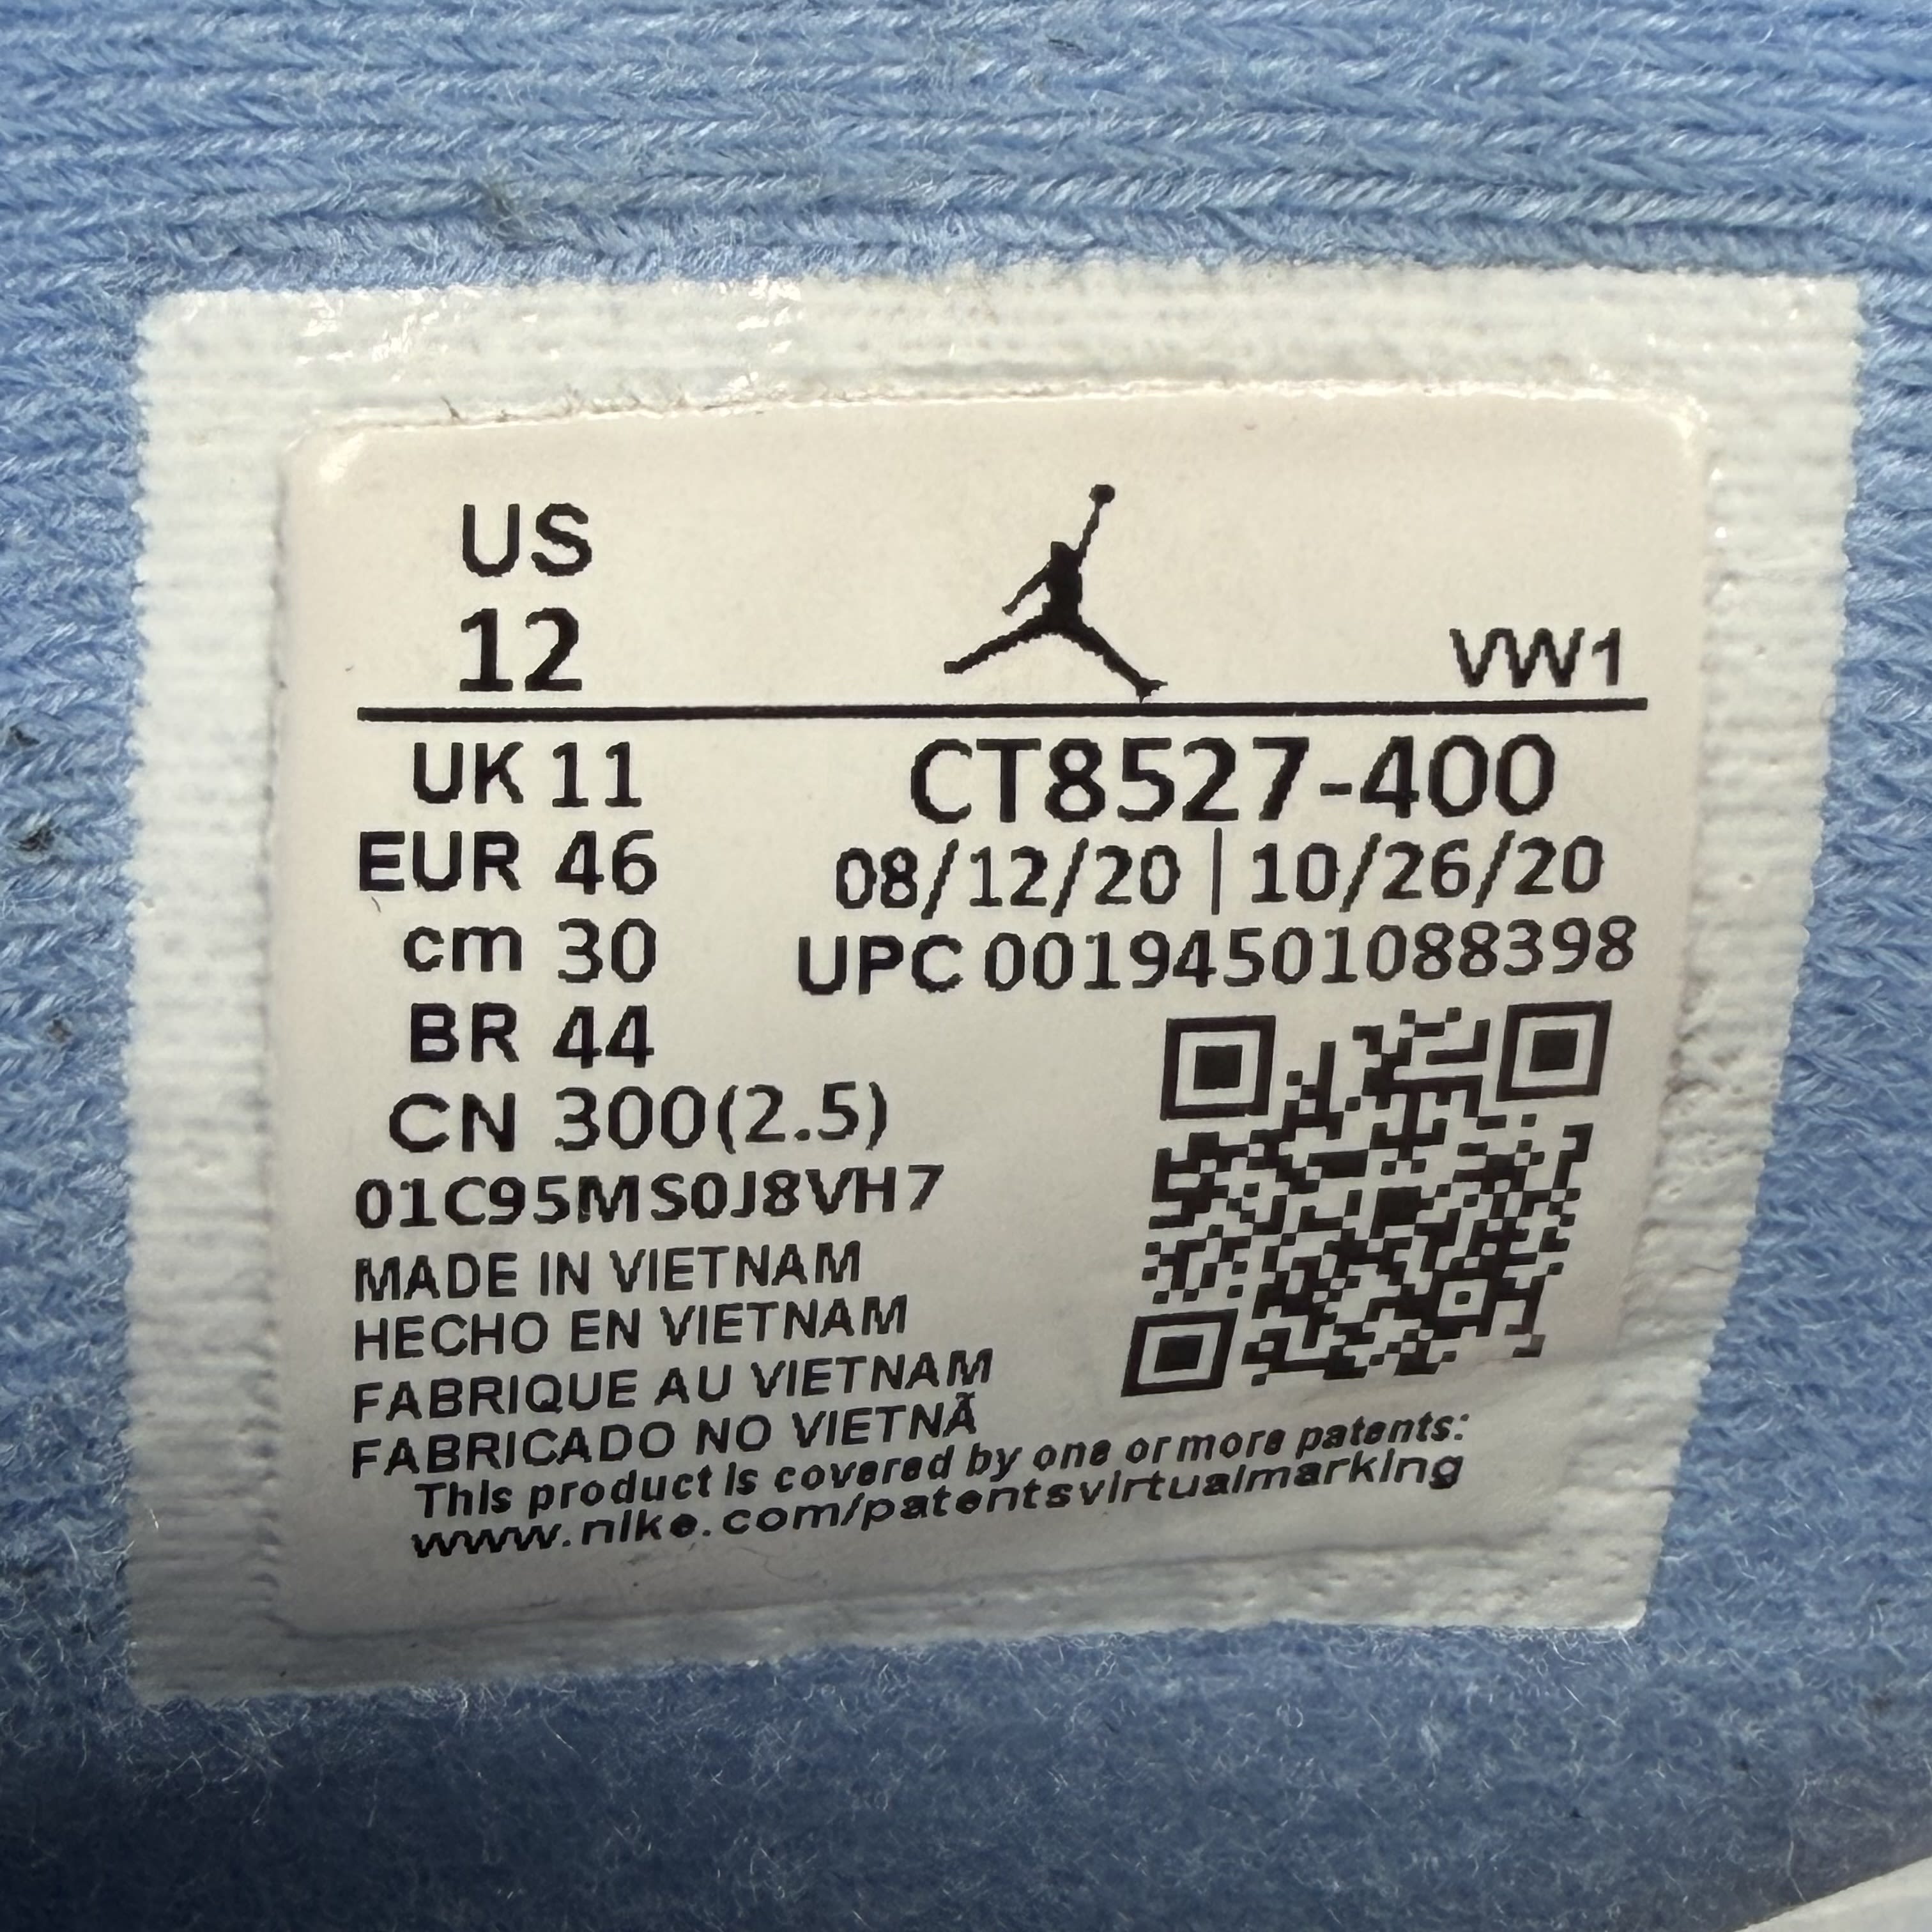 US
12
VW1
UK 11
CT8527-400
EUR 46
08/12/20 | 10/26/20
cm 30
UPC 00194501088398
BR 44
CN 300(2.5)
01C95MS0J8VH7
MADE IN VIETNAM
HECHO EN VIETNAM
FABRIQUE AU VIETNAM
FABRICADO NO VIETNÃ
This product is covered by one or more patents:
www.nike.com/patentsvirtualmarking